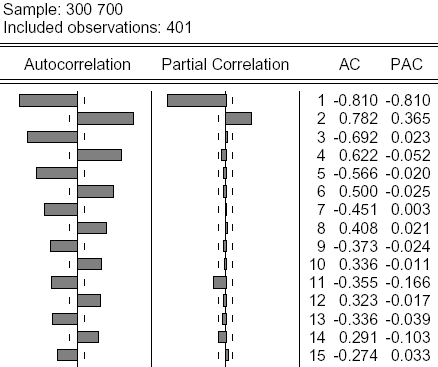 Sample: 300 700
Included observations: 401
Autocorrelation Partial Correlation AC PAC
1 -0.810 -0.810
2 0.782 0.365
3 -0.692 0.023
4 0.622 -0.052
5 -0.566 -0.020
6 0.500 -0.025
7 -0.451 0.003
8 0.408 0.021
9 -0.373 -0.024
10 0.336 -0.011
11 -0.355 -0.166
12 0.323 -0.017
13 -0.336 -0.039
14 0.291 -0.103
15 -0.274 0.033